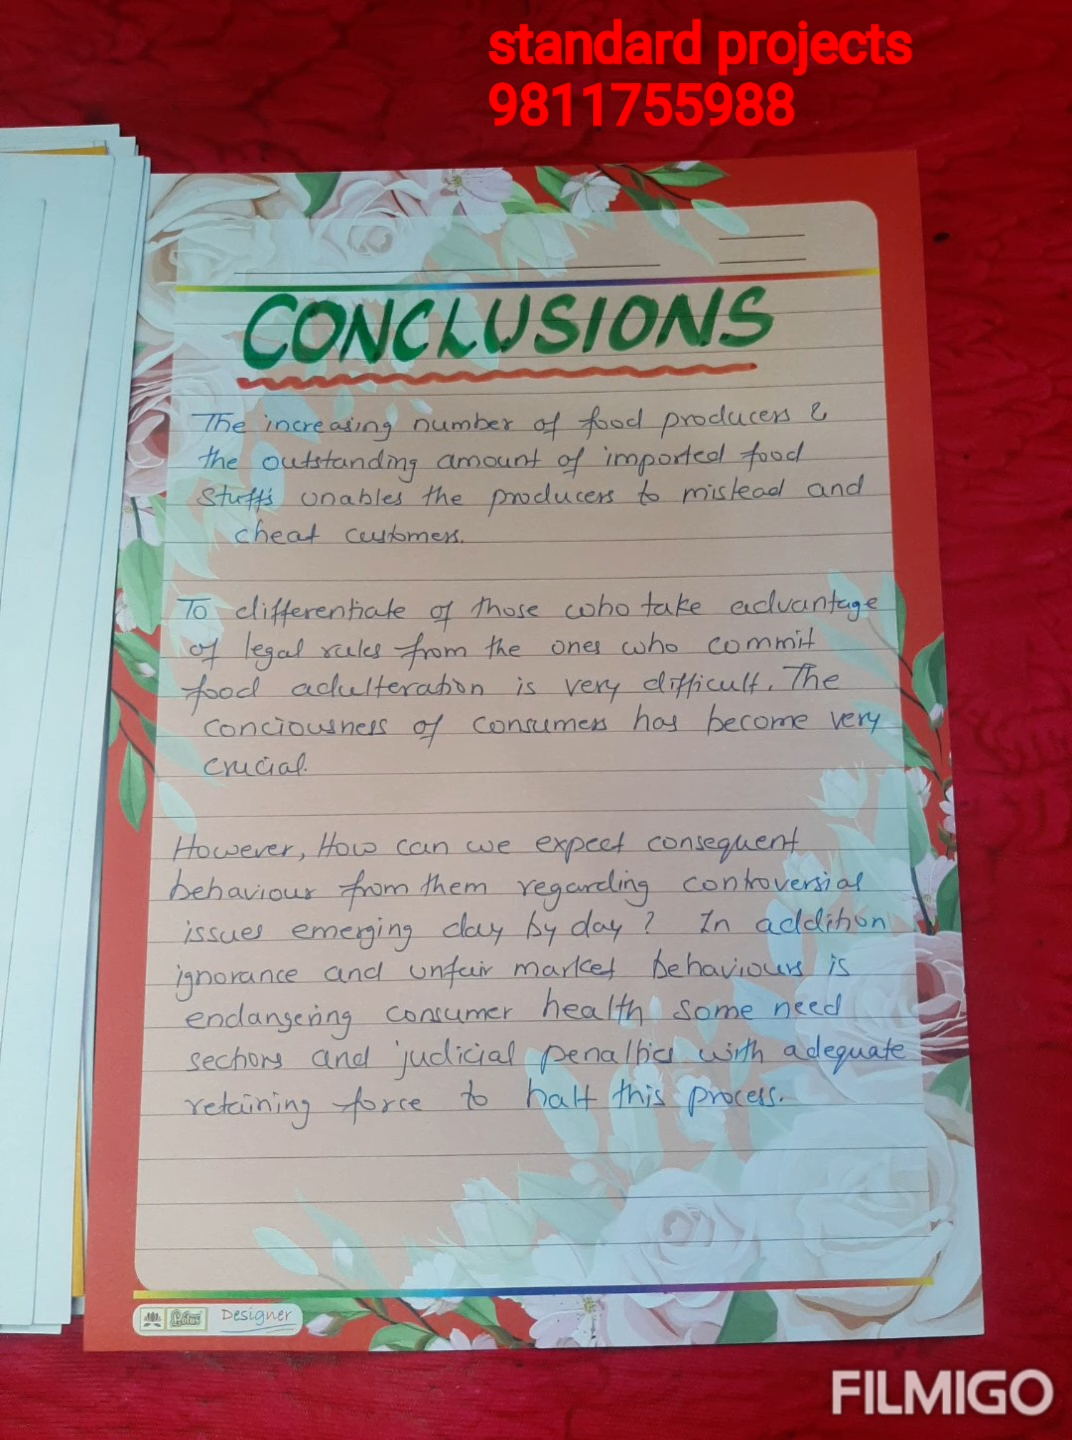 standard projects
9811755988
CONCLUSIONS
The increasing number of food producers &
the outstanding amount of imported food
stuffs unables the producers to mislead and
cheat customers.
To differentiate of those who take advantage
of legal rules from the ones who commit
food adulteration is very difficult. The
conciousness of consumers has become very
crucial.
However, How can we expect consequent
behaviour from them regarding controversial
issues emerging day by day? In addition
ignorance and unfair market behaviours is
endangering consumer health some need
sections and judicial penalties with adequate
retaining force to halt this process.
Lotus Designer
FILMIGO